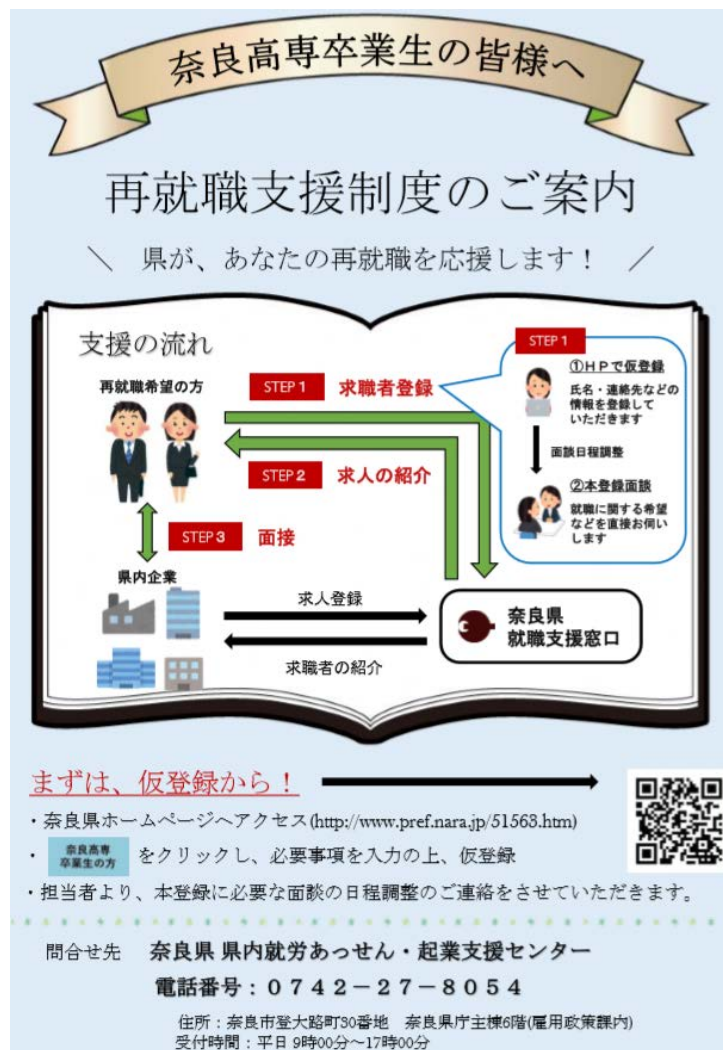 奈良高専卒業生の皆様へ
再就職支援制度のご案内
＼ 県が、あなたの再就職を応援します！ ／
支援の流れ
再就職希望の方
STEP 1 求職者登録
STEP 2 求人の紹介
STEP 3 面接
STEP 1
①ＨＰで仮登録
氏名・連絡先などの
情報を登録して
いただきます
面談日程調整
②本登録面談
就職に関する希望
などを直接お伺い
します
県内企業
求人登録
求職者の紹介
奈良県
就職支援窓口
まずは、仮登録から！
・奈良県ホームページへアクセス(http://www.pref.nara.jp/51563.htm)
・ 奈良高専
卒業生の方 をクリックし、必要事項を入力の上、仮登録
・担当者より、本登録に必要な面談の日程調整のご連絡をさせていただきます。
問合せ先 奈良県 県内就労あっせん・起業支援センター
電話番号：０７４２－２７－８０５４
住所：奈良市登大路町30番地 奈良県庁主棟6階(雇用政策課内)
受付時間：平日 9時00分～17時00分